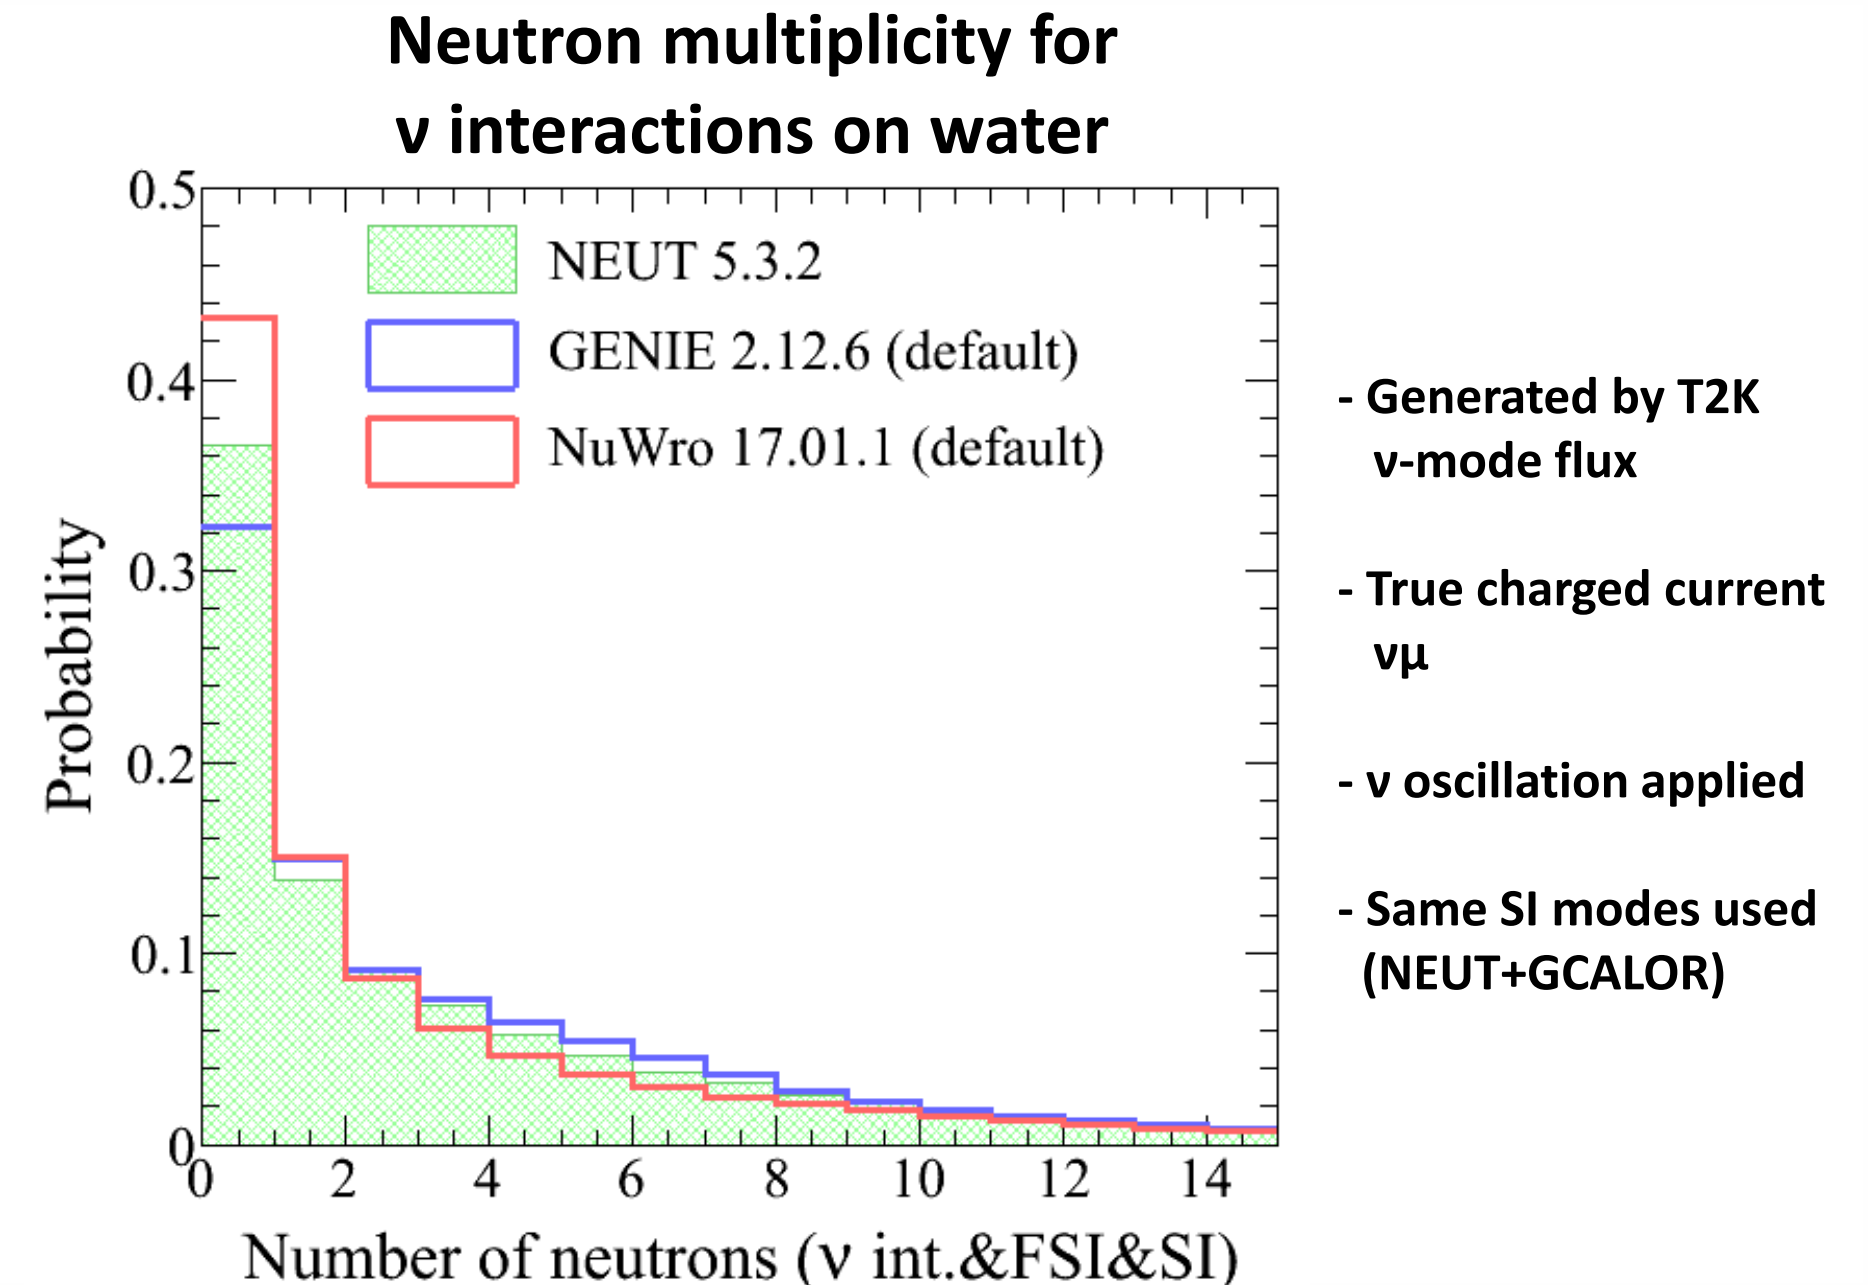 Neutron multiplicity for
ν interactions on water
0.5
0.4
0.3
0.2
0.1
0
Probability
NEUT 5.3.2
GENIE 2.12.6 (default)
NuWro 17.01.1 (default)
0 2 4 6 8 10 12 14
Number of neutrons (ν int.&FSI&SI)
- Generated by T2K
ν-mode flux
- True charged current
νμ
- ν oscillation applied
- Same SI modes used
(NEUT+GCALOR)